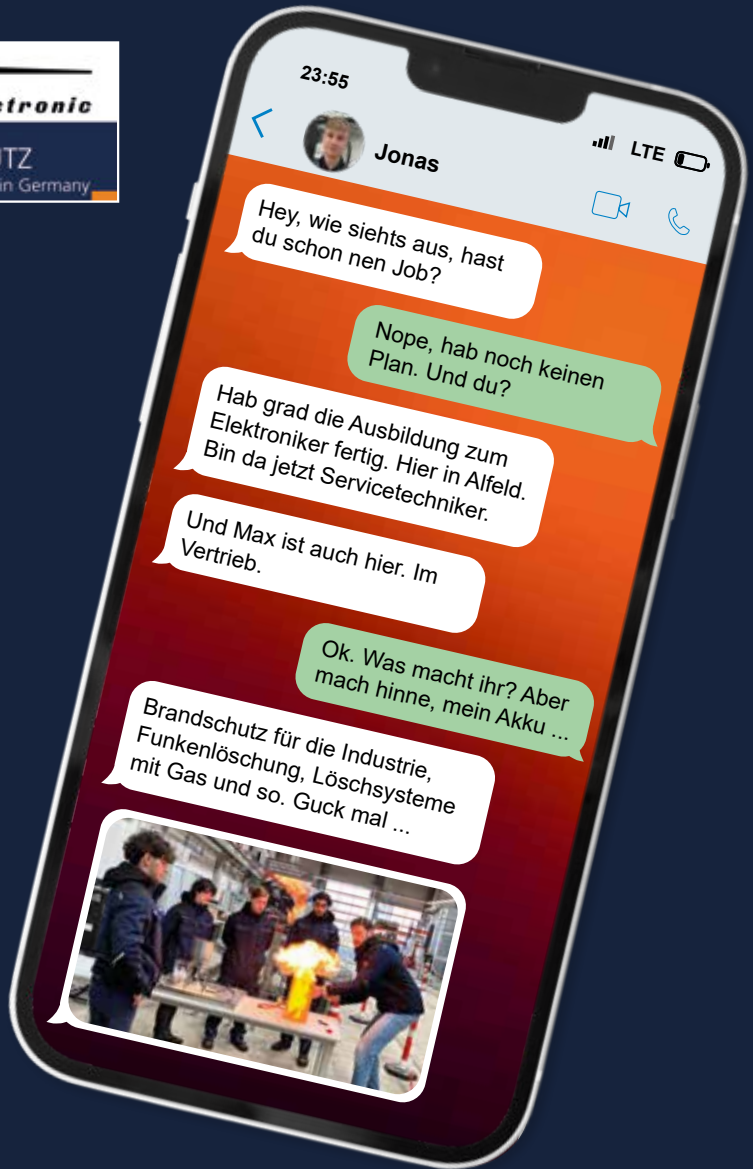 tronic
TZ
in Germany
23:55
LTE
Jonas
Hey, wie siehts aus, hast
du schon nen Job?
Nope, hab noch keinen
Plan. Und du?
Hab grad die Ausbildung zum
Elektroniker fertig. Hier in Alfeld.
Bin da jetzt Servicetechniker.
Und Max ist auch hier. Im
Vertrieb.
Ok. Was macht ihr? Aber
mach hinne, mein Akku ...
Brandschutz für die Industrie,
Funkenlöschung, Löschsysteme
mit Gas und so. Guck mal ...